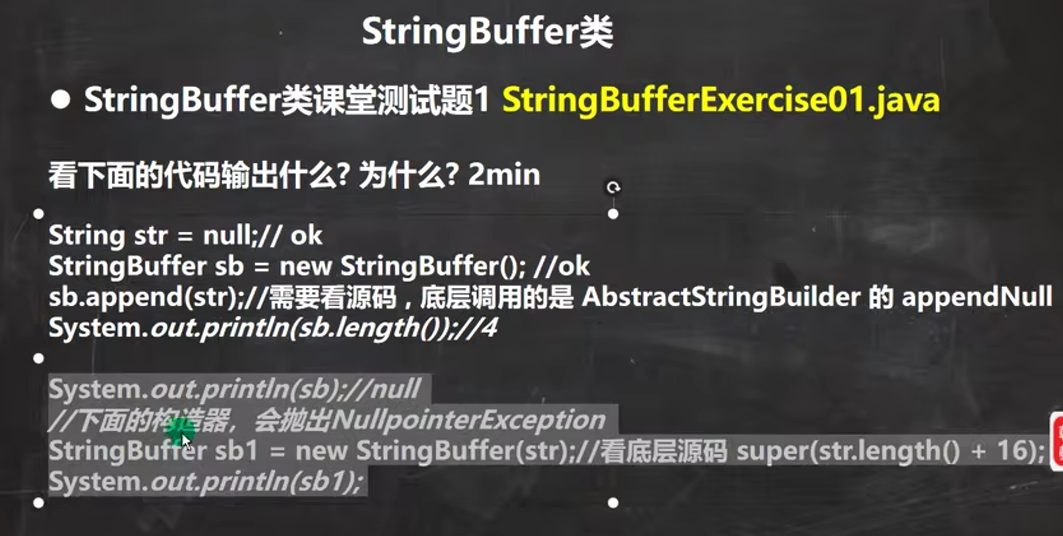 StringBuffer类
● StringBuffer类课堂测试题1 StringBufferExercise01.java
看下面的代码输出什么? 为什么? 2min
String str = null;// ok
StringBuffer sb = new StringBuffer(); //ok
sb.append(str);//需要看源码 , 底层调用的是 AbstractStringBuilder 的 appendNull
System.out.println(sb.length());//4
System.out.println(sb);//null
//下面的构造器，会抛出NullpointerException
StringBuffer sb1 = new StringBuffer(str);//看底层源码 super(str.length() + 16);
System.out.println(sb1);